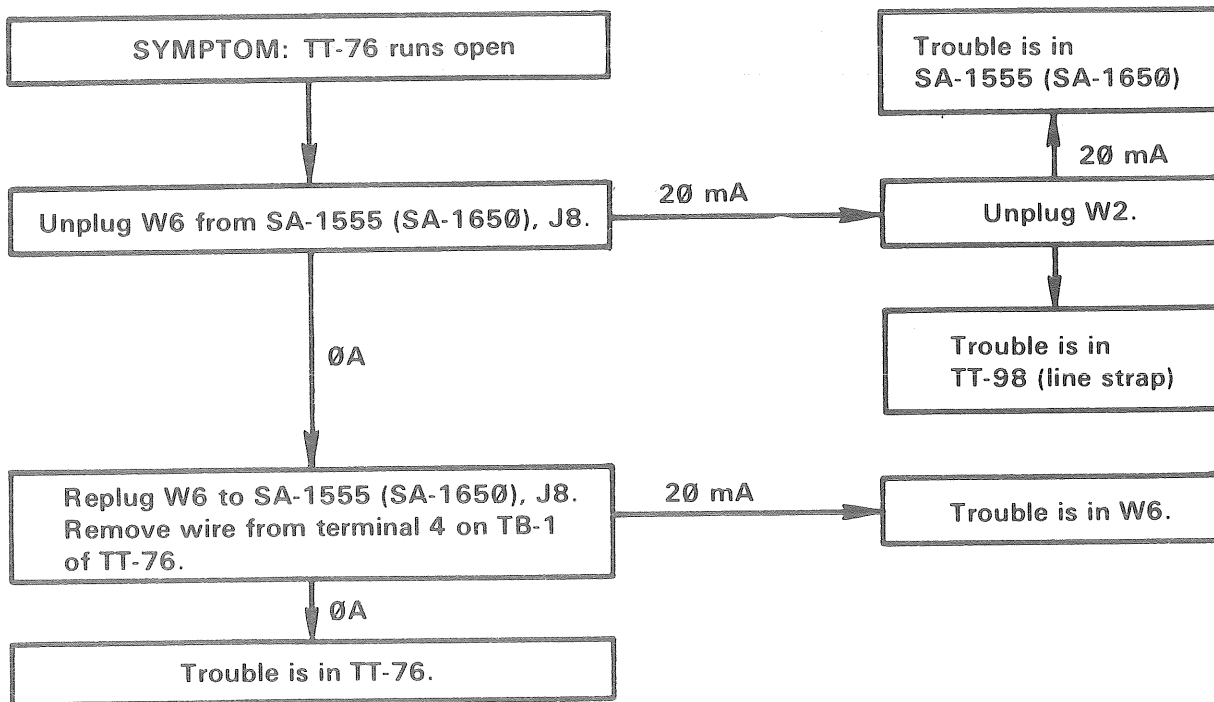 SYMPTOM: TT-76 runs open
Trouble is in
SA-1555 (SA-165Ø)
2Ø mA
Unplug W6 from SA-1555 (SA-165Ø), J8.
2Ø mA
Unplug W2.
ØA
Trouble is in
TT-98 (line strap)
Replug W6 to SA-1555 (SA-165Ø), J8.
Remove wire from terminal 4 on TB-1
of TT-76.
2Ø mA
Trouble is in W6.
ØA
Trouble is in TT-76.